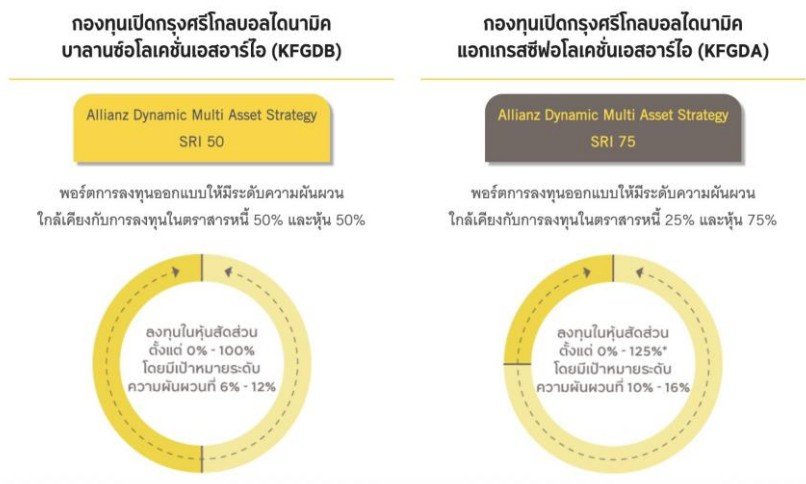 กองทุนเปิดกรุงศรีโกลบอลไดนามิค
บาลานซ์อโลเคชั่นเอสอาร์ไอ (KFGDB)
Allianz Dynamic Multi Asset Strategy
SRI 50
พอร์ตการลงทุนออกแบบให้มีระดับความผันผวน
ใกล้เคียงกับการลงทุนในตราสารหนี้ 50% และหุ้น 50%
ลงทุนในหุ้นสัดส่วน
ตั้งแต่ 0% - 100%
โดยมีเป้าหมายระดับ
ความผันผวนที่ 6% - 12%
กองทุนเปิดกรุงศรีโกลบอลไดนามิค
แอกเกรสซีฟอโลเคชั่นเอสอาร์ไอ (KFGDA)
Allianz Dynamic Multi Asset Strategy
SRI 75
พอร์ตการลงทุนออกแบบให้มีระดับความผันผวน
ใกล้เคียงกับการลงทุนในตราสารหนี้ 25% และหุ้น 75%
ลงทุนในหุ้นสัดส่วน
ตั้งแต่ 0% - 125%*
โดยมีเป้าหมายระดับ
ความผันผวนที่ 10% - 16%